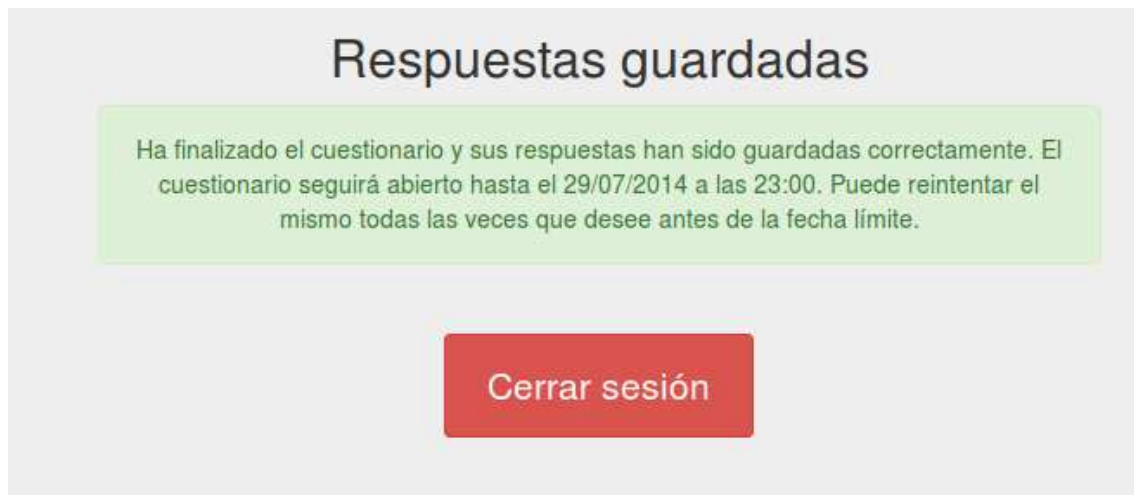 Respuestas guardadas
Ha finalizado el cuestionario y sus respuestas han sido guardadas correctamente. El
cuestionario seguirá abierto hasta el 29/07/2014 a las 23:00. Puede reintentar el
mismo todas las veces que desee antes de la fecha límite.
Cerrar sesión